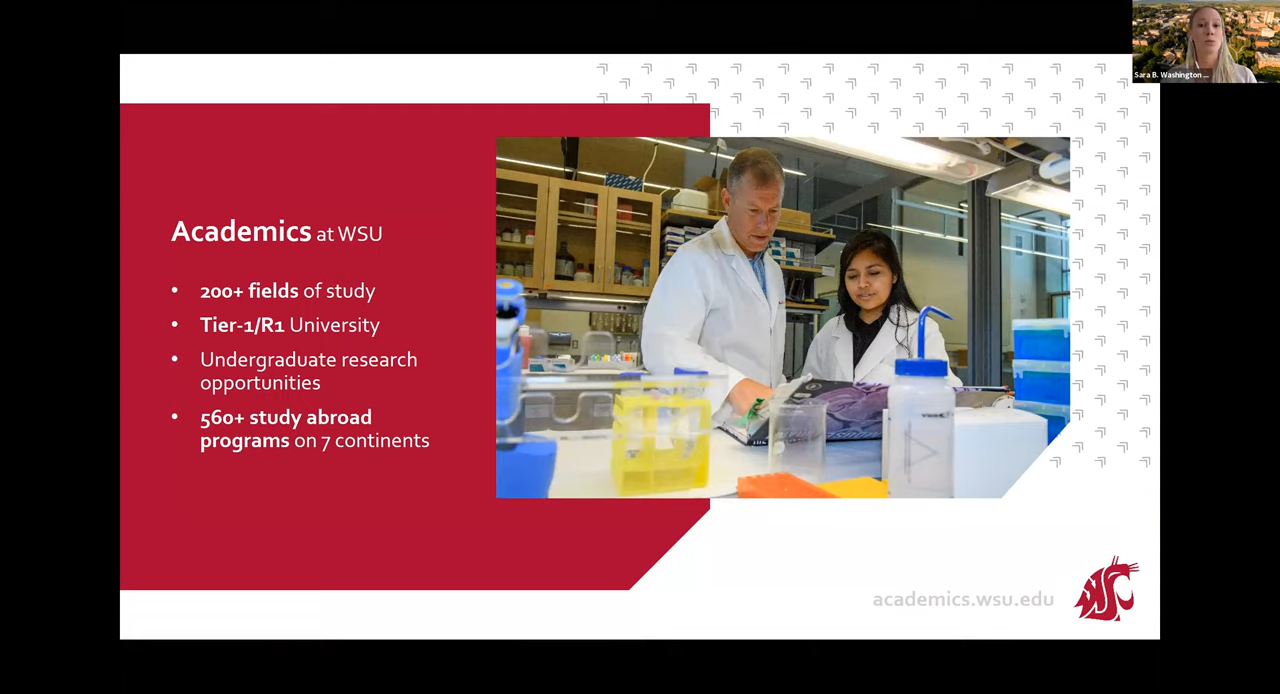 Sara B. Washington ...
Academics at WSU
• 200+ fields of study
• Tier-1/R1 University
• Undergraduate research
opportunities
• 560+ study abroad
programs on 7 continents
academics.wsu.edu